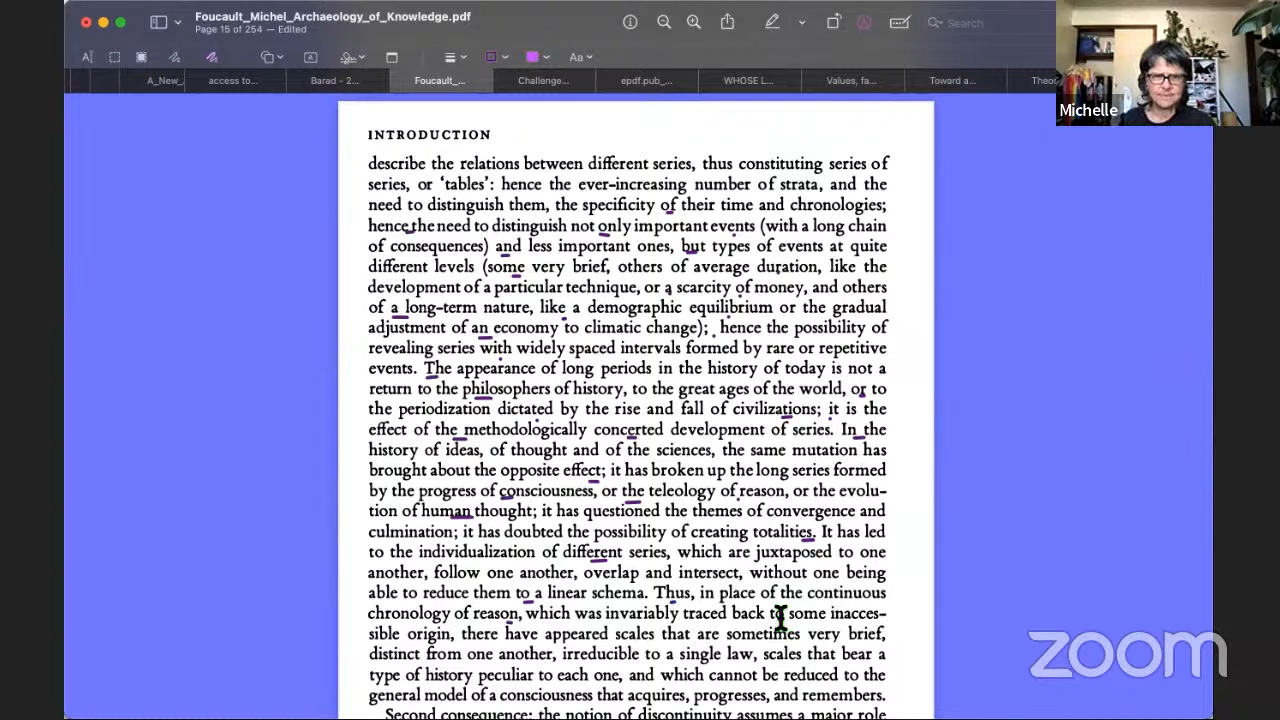 Foucault_Michel_Archaeology_of_Knowledge.pdf
Page 15 of 254 — Edited
Search
Aa
A_New_
access to...
Barad - 2...
Foucault_...
Challenge...
epdf.pub_...
WHOSE L...
Values, fa...
Toward a...
Theor
Michelle
INTRODUCTION
describe the relations between different series, thus constituting series of
series, or ‘tables’: hence the ever-increasing number of strata, and the
need to distinguish them, the specificity of their time and chronologies;
hence the need to distinguish not only important events (with a long chain
of consequences) and less important ones, but types of events at quite
different levels (some very brief, others of average duration, like the
development of a particular technique, or a scarcity of money, and others
of a long-term nature, like a demographic equilibrium or the gradual
adjustment of an economy to climatic change); hence the possibility of
revealing series with widely spaced intervals formed by rare or repetitive
events. The appearance of long periods in the history of today is not a
return to the philosophers of history, to the great ages of the world, or to
the periodization dictated by the rise and fall of civilizations; it is the
effect of the methodologically concerted development of series. In the
history of ideas, of thought and of the sciences, the same mutation has
brought about the opposite effect; it has broken up the long series formed
by the progress of consciousness, or the teleology of reason, or the evolu-
tion of human thought; it has questioned the themes of convergence and
culmination; it has doubted the possibility of creating totalities. It has led
to the individualization of different series, which are juxtaposed to one
another, follow one another, overlap and intersect, without one being
able to reduce them to a linear schema. Thus, in place of the continuous
chronology of reason, which was invariably traced back to some inacces-
sible origin, there have appeared scales that are sometimes very brief,
distinct from one another, irreducible to a single law, scales that bear a
type of history peculiar to each one, and which cannot be reduced to the
general model of a consciousness that acquires, progresses, and remembers.
Second consequence: the notion of discontinuity assumes a major role
zoom